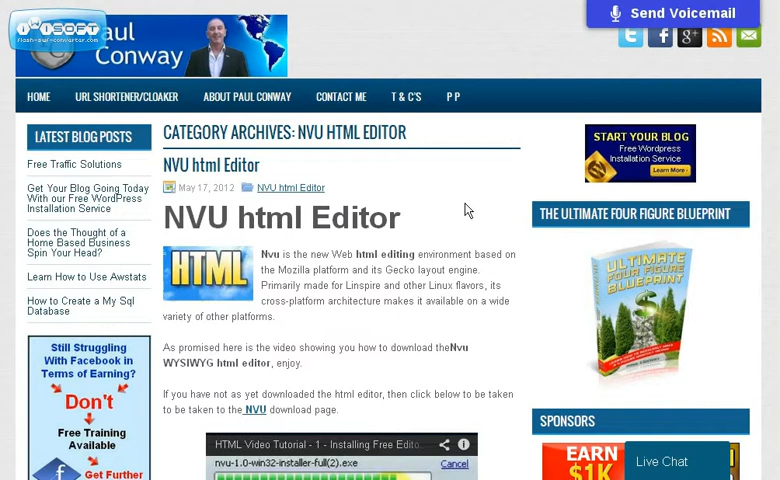 iWiSOFT
flash-swf-converter.com
Paul
Conway
Send Voicemail
HOME
URL SHORTENER/CLOAKER
ABOUT PAUL CONWAY
CONTACT ME
T & C'S
P P
LATEST BLOG POSTS
Free Traffic Solutions
Get Your Blog Going Today
With our Free WordPress
Installation Service
Does the Thought of a
Home Based Business
Spin Your Head?
Learn How to Use Awstats
How to Create a My Sql
Database
Still Struggling
With Facebook in
Terms of Earning?
Don't
Free Training
Available
Get Further
CATEGORY ARCHIVES: NVU HTML EDITOR
NVU html Editor
May 17, 2012 NVU html Editor
NVU html Editor
HTML
Nvu is the new Web html editing environment based on
the Mozilla platform and its Gecko layout engine.
Primarily made for Linspire and other Linux flavors, its
cross-platform architecture makes it available on a wide
variety of other platforms.
As promised here is the video showing you how to download theNvu
WYSIWYG html editor, enjoy.
If you have not as yet downloaded the html editor, then click below to be taken
to be taken to the NVU download page.
HTML Video Tutorial - 1 - Installing Free Edito...
nvu-1.0-win32-installer-full(2).exe
Cancel
START YOUR BLOG
Free Wordpress
Installation Service
Learn More
THE ULTIMATE FOUR FIGURE BLUEPRINT
ULTIMATE
FOUR FIGURE
BLUEPRINT
SPONSORS
EARN
$1K
Live Chat